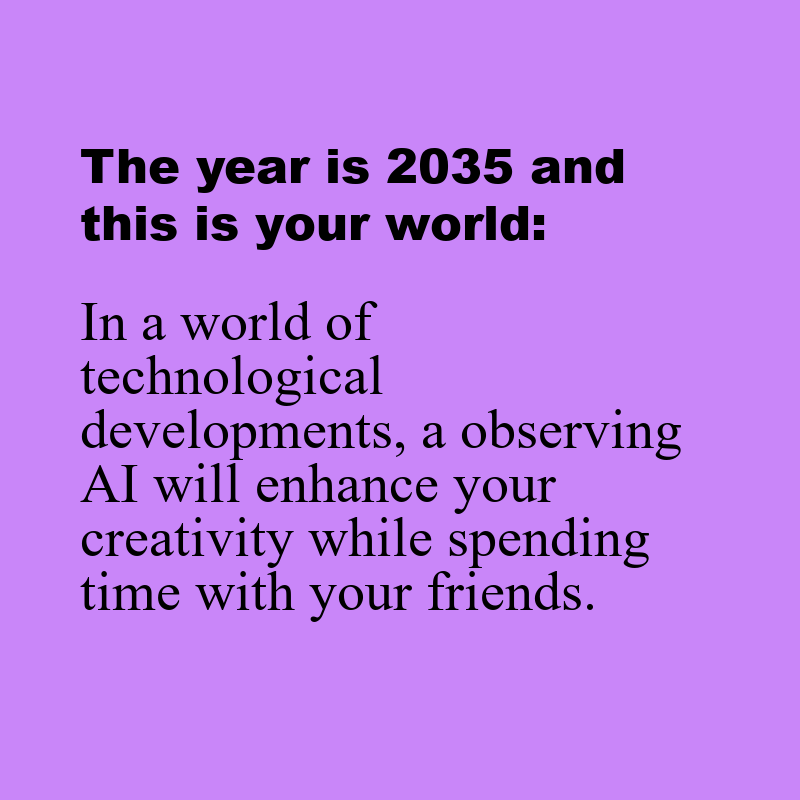 The year is 2035 and
this is your world:
In a world of
technological
developments, a observing
AI will enhance your
creativity while spending
time with your friends.